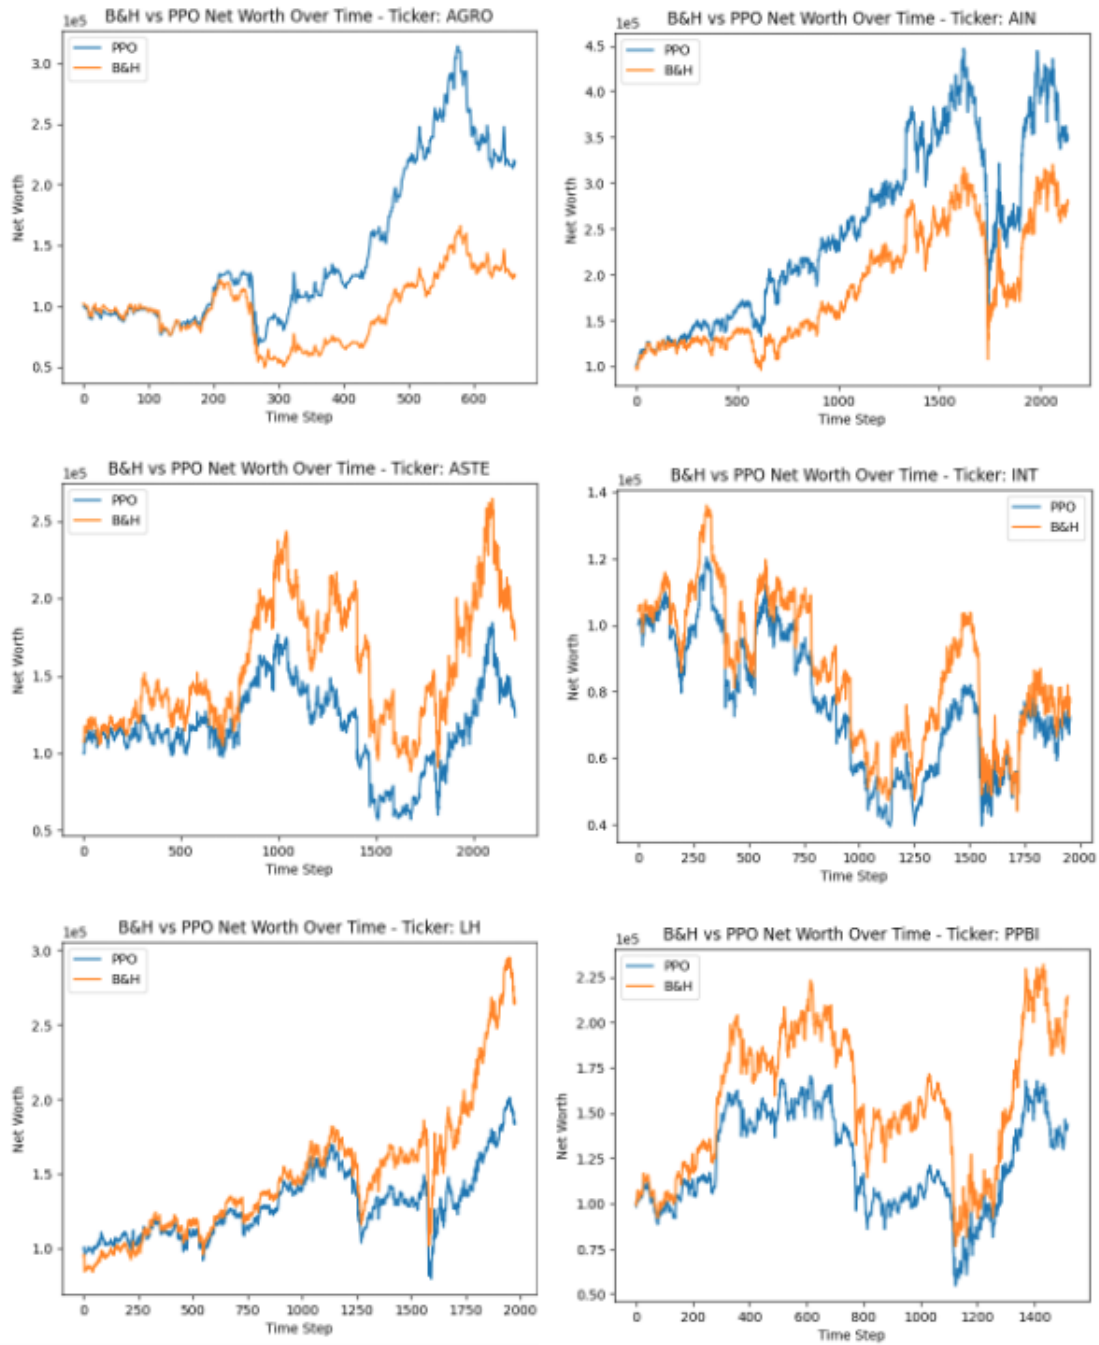 B&H vs PPO Net Worth Over Time - Ticker: AGRO
1e5
PPO
B&H
3.0
2.5
2.0
1.5
1.0
0.5
Net Worth
0 100 200 300 400 500 600
Time Step
B&H vs PPO Net Worth Over Time - Ticker: AIN
1e5
PPO
B&H
4.5
4.0
3.5
3.0
2.5
2.0
1.5
1.0
Net Worth
0 500 1000 1500 2000
Time Step
B&H vs PPO Net Worth Over Time - Ticker: ASTE
1e5
PPO
B&H
2.5
2.0
1.5
1.0
0.5
Net Worth
0 500 1000 1500 2000
Time Step
B&H vs PPO Net Worth Over Time - Ticker: INT
1e5
PPO
B&H
1.4
1.2
1.0
0.8
0.6
0.4
Net Worth
0 250 500 750 1000 1250 1500 1750 2000
Time Step
B&H vs PPO Net Worth Over Time - Ticker: LH
1e5
PPO
B&H
3.0
2.5
2.0
1.5
1.0
Net Worth
0 250 500 750 1000 1250 1500 1750 2000
Time Step
B&H vs PPO Net Worth Over Time - Ticker: PPBI
1e5
PPO
B&H
2.25
2.00
1.75
1.50
1.25
1.00
0.75
0.50
Net Worth
0 200 400 600 800 1000 1200 1400
Time Step